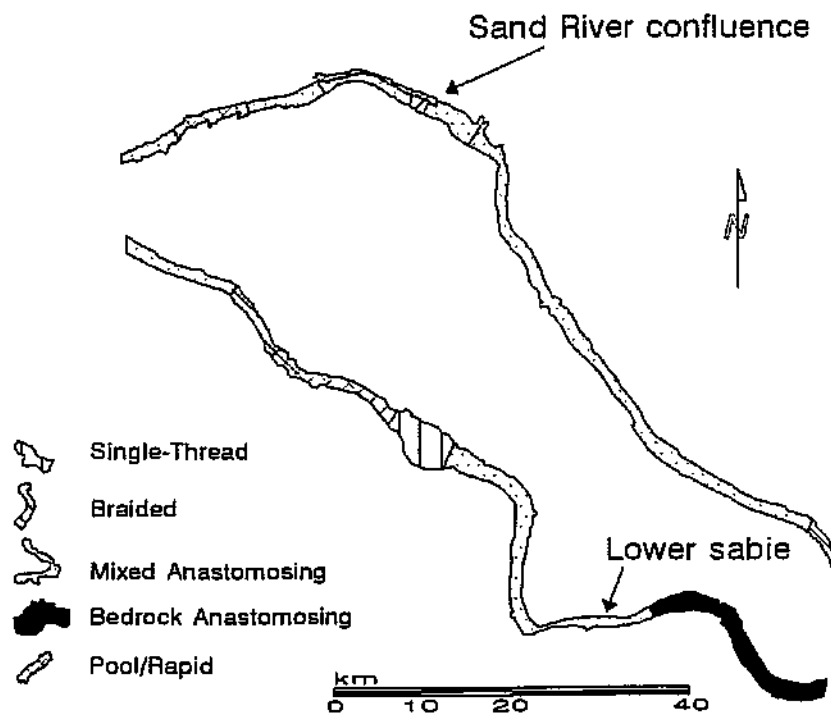 Sand River confluence
N
Single-Thread
Braided
Mixed Anastomosing
Bedrock Anastomosing
Pool/Rapid
Lower sabie
km
0 10 20 40